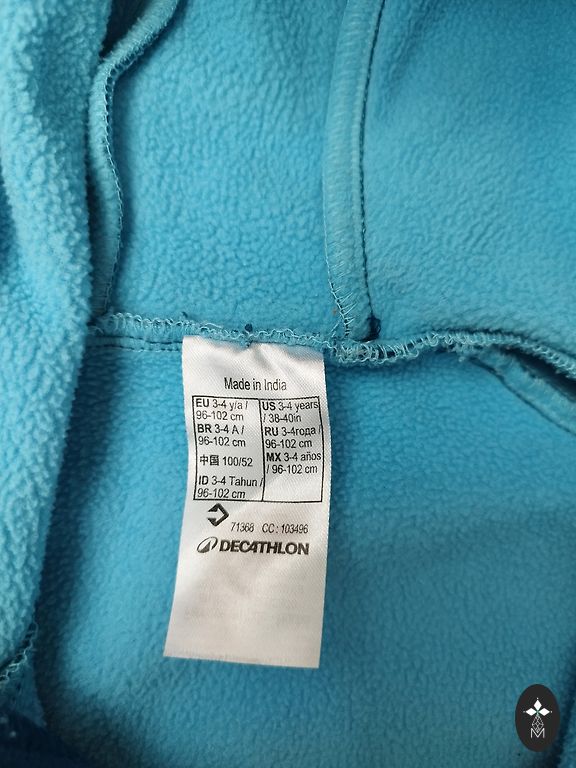 Made in India
EU 3-4 y/a /
96-102 cm
BR 3-4 A /
96-102 cm
中国 100/52
ID 3-4 Tahun /
96-102 cm
US 3-4 years
/ 38-40in
RU 3-4года /
96-102 cm
MX 3-4 años
/ 96-102 cm
71368 CC: 103496
DECATHLON
M